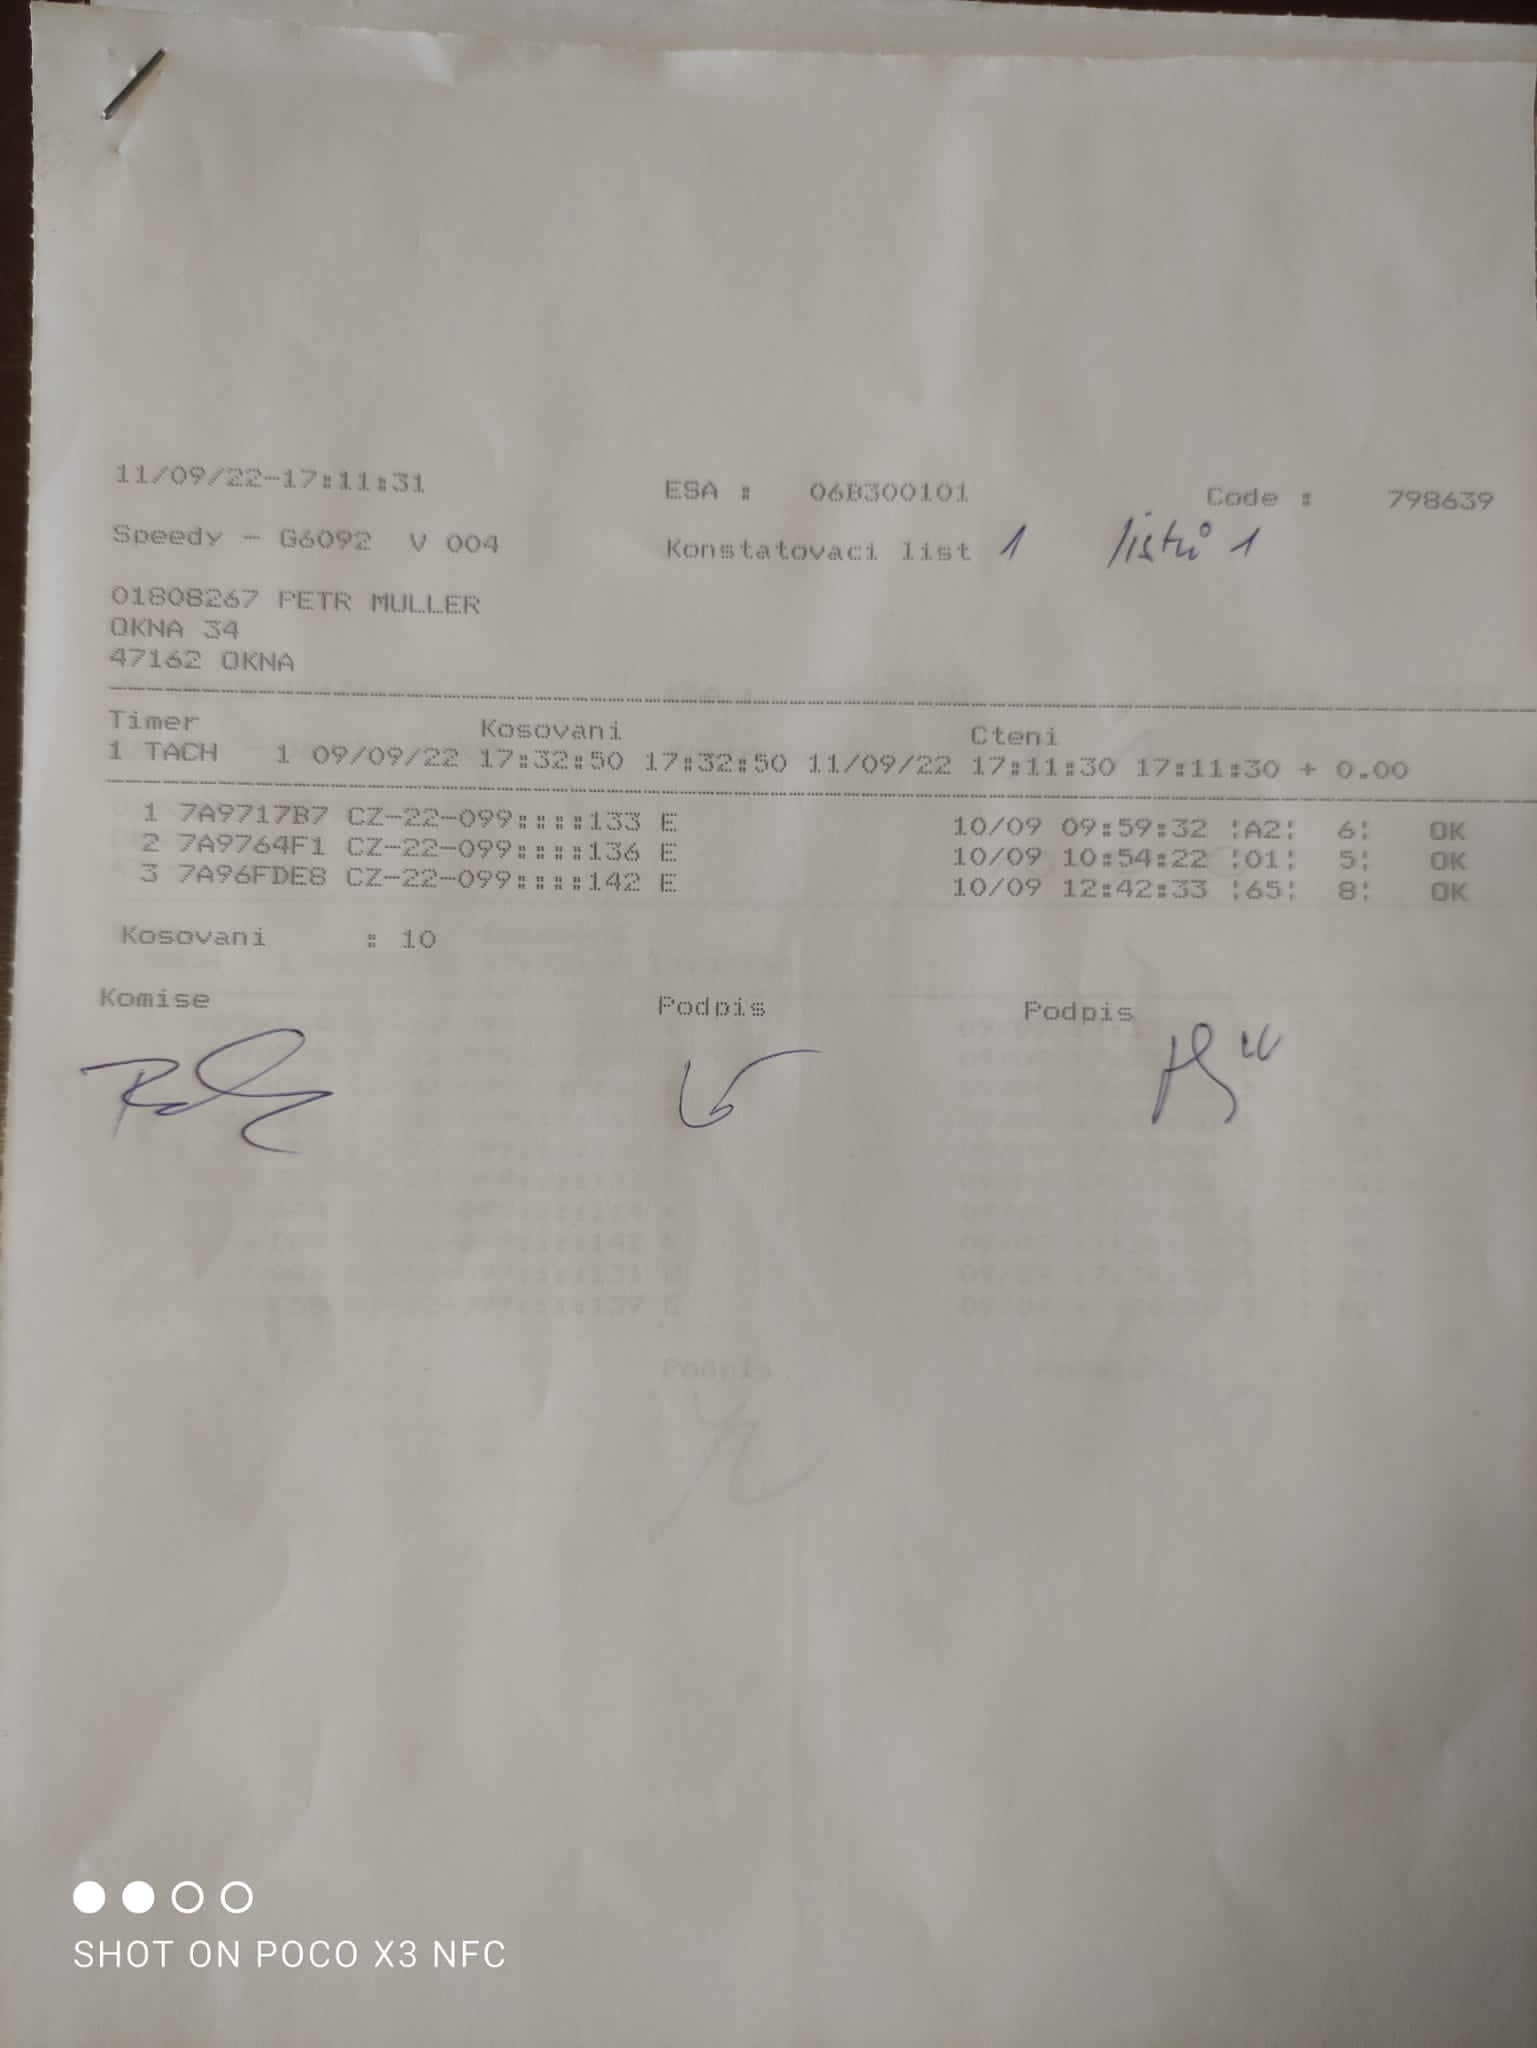 11/09/22-17:11:31 ESA : 06B300101 Code : 798639
Speedy - G6092 V 004 Konstatovaci list 1 listů 1
01808267 PETR MULLER
OKNA 34
47162 OKNA
Timer Kosovani Cteni
1 TACH 1 09/09/22 17:32:50 17:32:50 11/09/22 17:11:30 17:11:30 + 0.00
1 7A9717B7 CZ-22-099::::133 E 10/09 09:59:32 ¦A2¦ 6¦ OK
2 7A9764F1 CZ-22-099::::136 E 10/09 10:54:22 ¦01¦ 5¦ OK
3 7A96FDE8 CZ-22-099::::142 E 10/09 12:42:33 ¦65¦ 8¦ OK
Kosovani : 10
Komise Podpis Podpis
Podpis
SHOT ON POCO X3 NFC